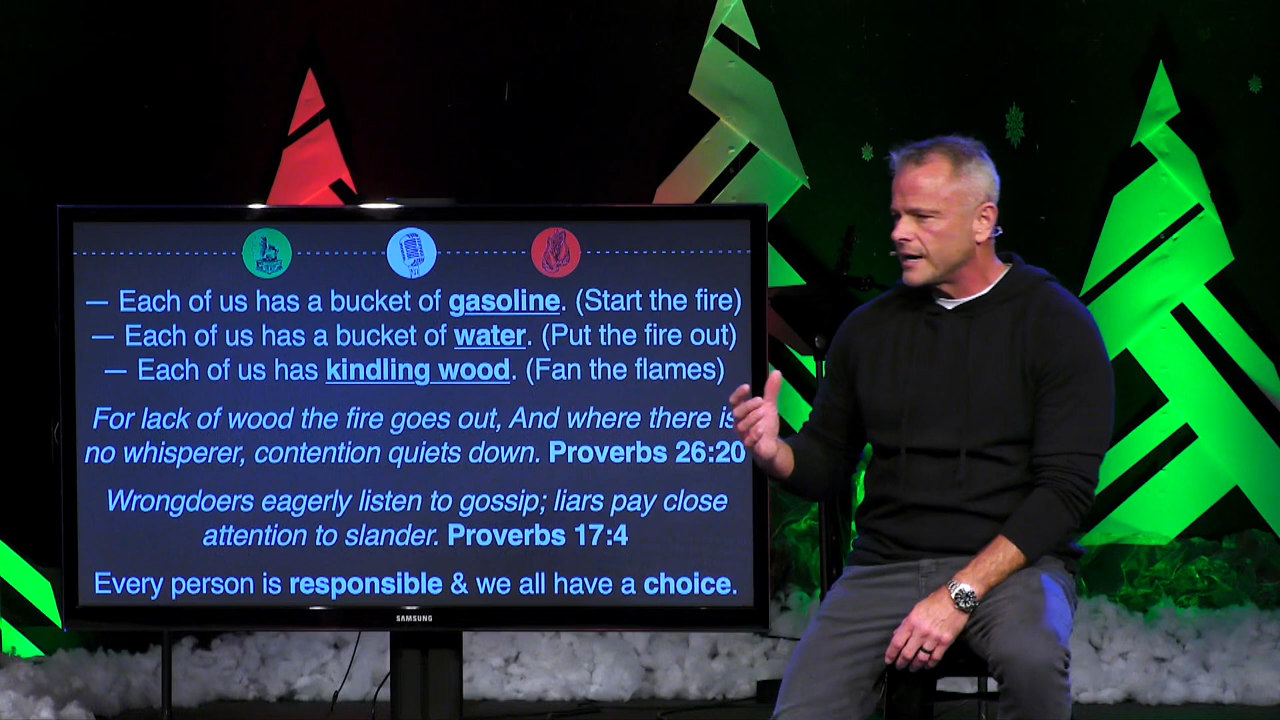 — Each of us has a bucket of gasoline. (Start the fire)
— Each of us has a bucket of water. (Put the fire out)
— Each of us has kindling wood. (Fan the flames)
For lack of wood the fire goes out, And where there is
no whisperer, contention quiets down. Proverbs 26:20
Wrongdoers eagerly listen to gossip; liars pay close
attention to slander. Proverbs 17:4
Every person is responsible & we all have a choice.
SAMSUNG